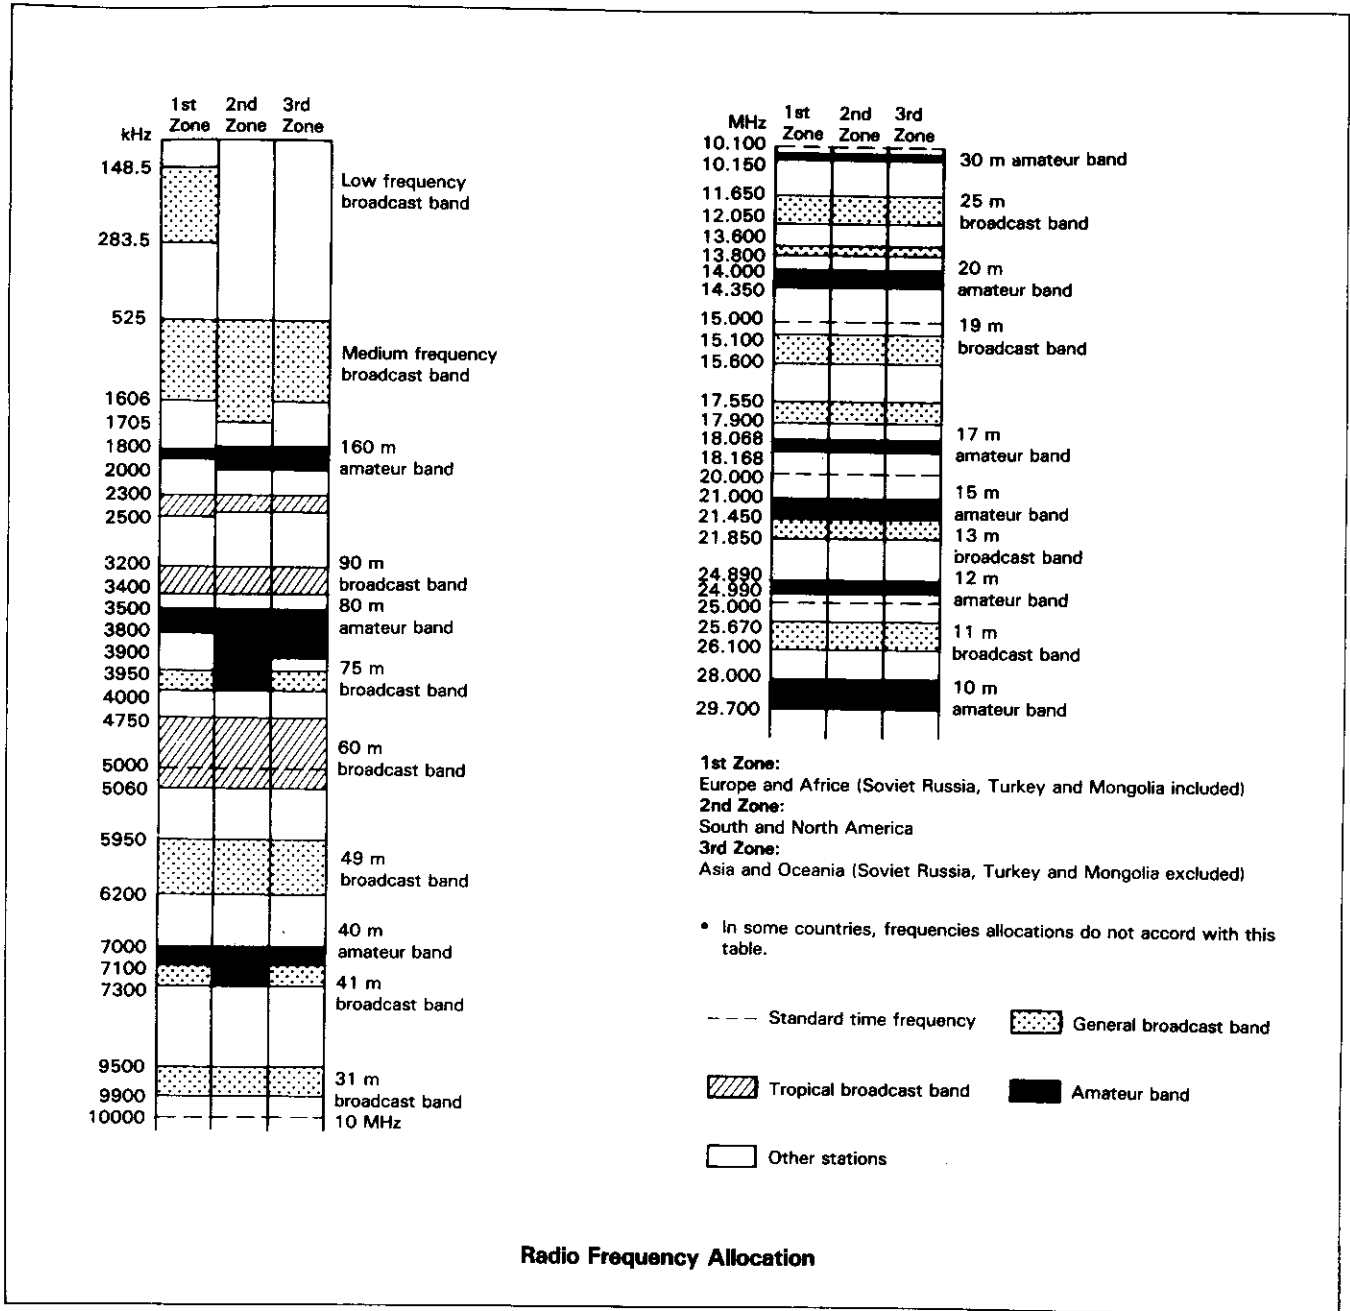 1st 2nd 3rd
kHz Zone Zone Zone
148.5
Low frequency
broadcast band
283.5
525
Medium frequency
broadcast band
1606
1705
1800
160 m
amateur band
2000
2300
2500
3200
90 m
broadcast band
3400
3500
80 m
amateur band
3800
3900
3950
75 m
broadcast band
4000
4750
60 m
broadcast band
5000
5060
5950
49 m
broadcast band
6200
40 m
7000
amateur band
7100
41 m
7300
broadcast band
9500
31 m
9900
broadcast band
10000
10 MHz
1st 2nd 3rd
MHz Zone Zone Zone
10.100
10.150
30 m amateur band
11.650
25 m
12.050
broadcast band
13.600
13.800
14.000
20 m
14.350
amateur band
15.000
19 m
15.100
broadcast band
15.600
17.550
17.900
18.068
17 m
18.168
amateur band
20.000
21.000
15 m
21.450
amateur band
21.850
13 m
broadcast band
24.890
12 m
24.990
amateur band
25.000
25.670
11 m
26.100
broadcast band
28.000
10 m
29.700
amateur band
1st Zone:
Europe and Africe (Soviet Russia, Turkey and Mongolia included)
2nd Zone:
South and North America
3rd Zone:
Asia and Oceania (Soviet Russia, Turkey and Mongolia excluded)
• In some countries, frequencies allocations do not accord with this
table.
Standard time frequency
General broadcast band
Tropical broadcast band
Amateur band
Other stations
Radio Frequency Allocation